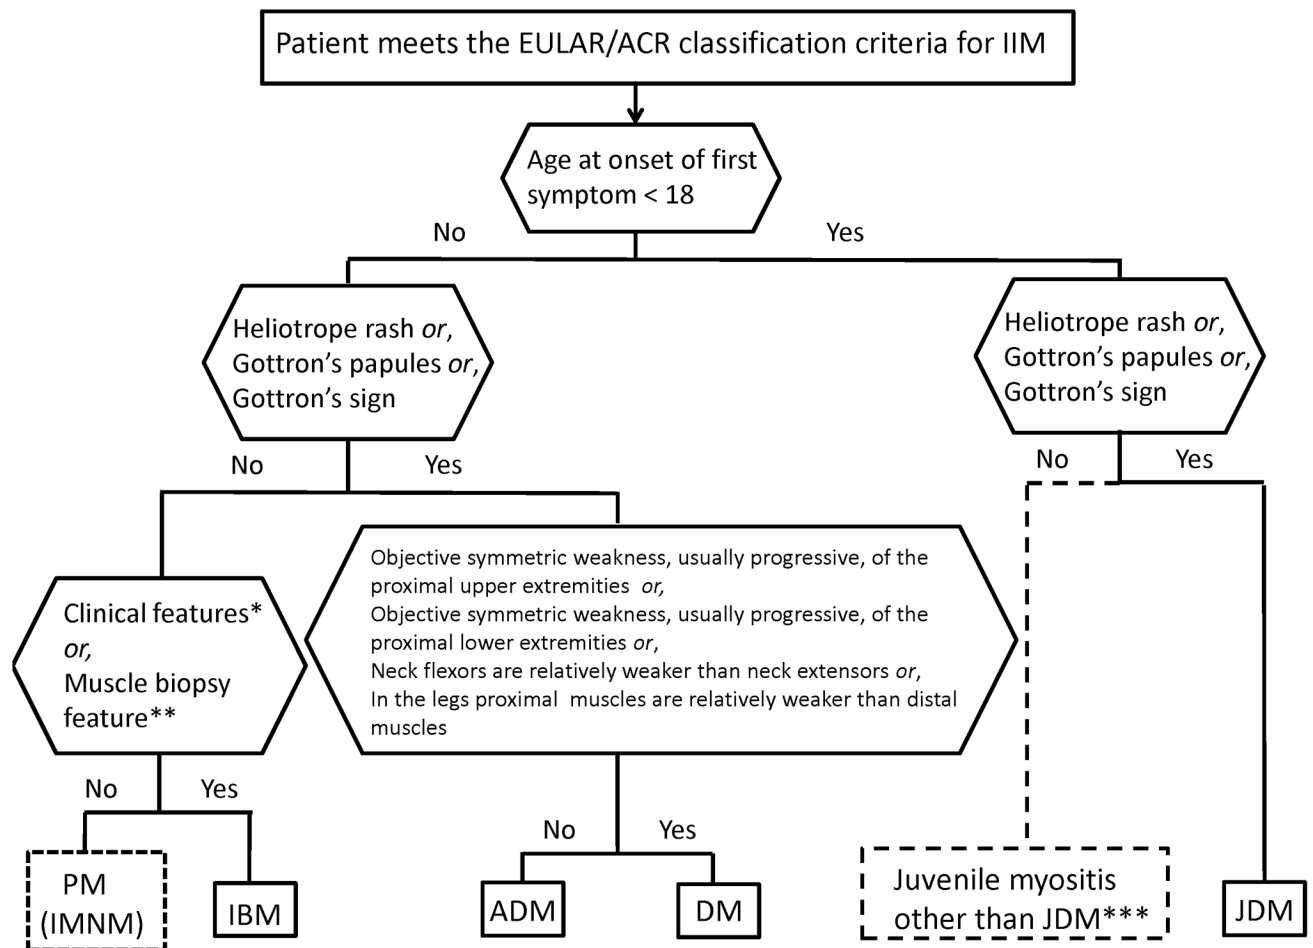 Patient meets the EULAR/ACR classification criteria for IIM
Age at onset of first
symptom < 18
No
Yes
Heliotrope rash or,
Gottron’s papules or,
Gottron’s sign
Heliotrope rash or,
Gottron’s papules or,
Gottron’s sign
No
Yes
No
Yes
Clinical features*
or,
Muscle biopsy
feature**
Objective symmetric weakness, usually progressive, of the
proximal upper extremities or,
Objective symmetric weakness, usually progressive, of the
proximal lower extremities or,
Neck flexors are relatively weaker than neck extensors or,
In the legs proximal muscles are relatively weaker than distal
muscles
No
Yes
No
Yes
PM
(IMNM)
IBM
ADM
DM
Juvenile myositis
other than JDM***
JDM